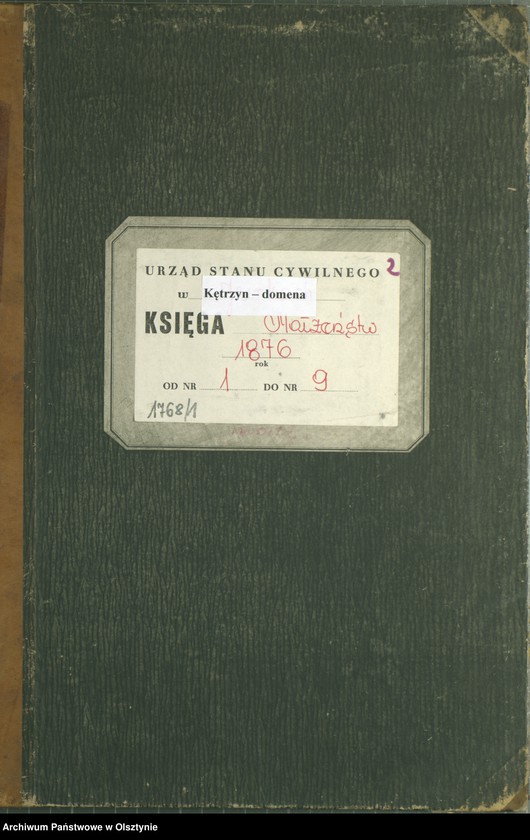 URZĄD STANU CYWILNEGO 2
w Kętrzyn – domena
KSIĘGA Małżeństw
1876
rok
OD NR 1 DO NR 9
1768/1
Archiwum Państwowe w Olsztynie